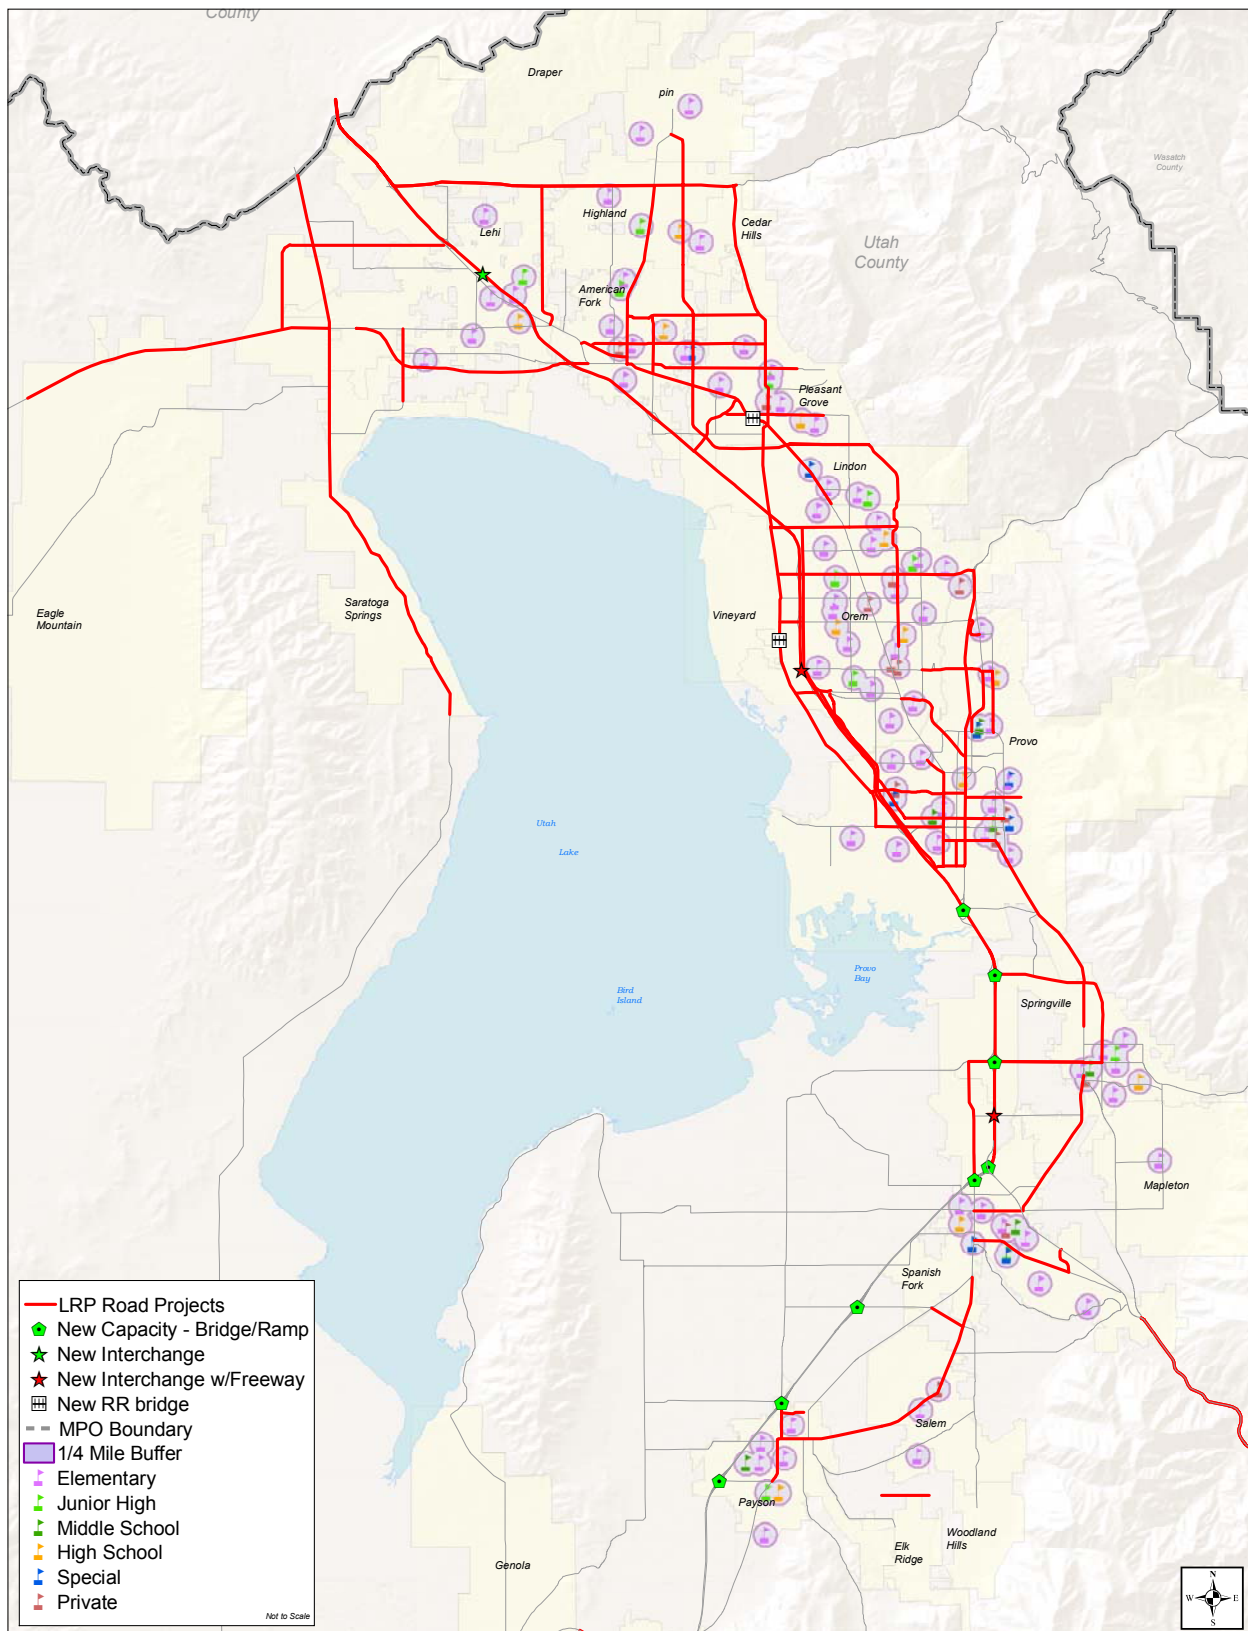 County
Draper
pin
Wasatch
County
Highland
Cedar
Hills
Lehi
Utah
County
American
Fork
Pleasant
Grove
Lindon
Eagle
Mountain
Saratoga
Springs
Vineyard
Orem
Provo
Utah
Lake
Provo
Bay
Bird
Island
Springville
Mapleton
Spanish
Fork
Salem
Payson
Elk
Ridge
Woodland
Hills
Genola
LRP Road Projects
New Capacity - Bridge/Ramp
New Interchange
New Interchange w/Freeway
New RR bridge
MPO Boundary
1/4 Mile Buffer
Elementary
Junior High
Middle School
High School
Special
Private
Not to Scale
N
W E
S